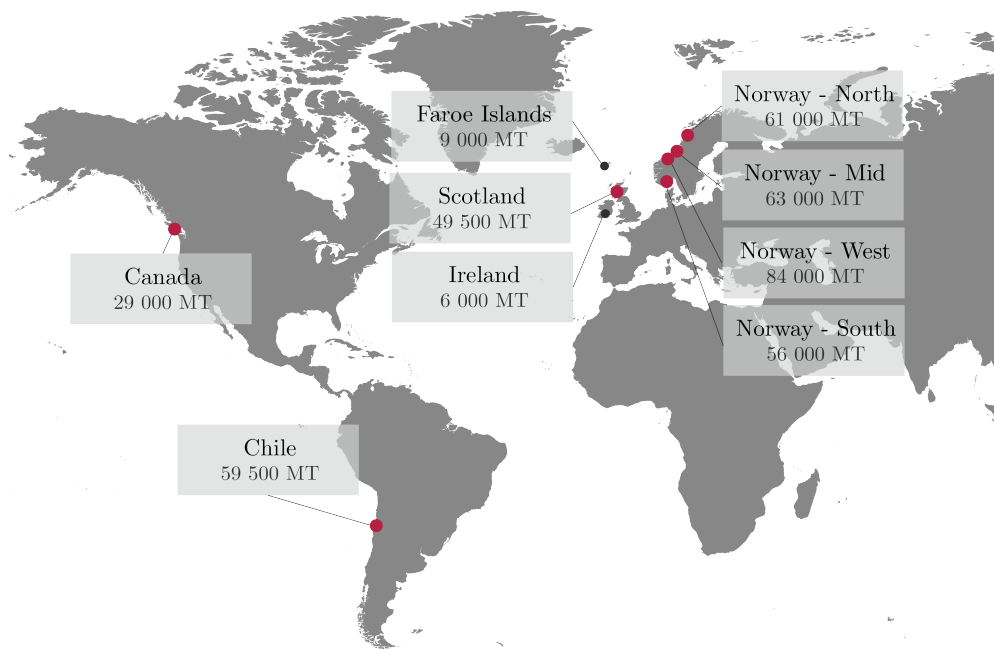 Faroe Islands
9 000 MT
Scotland
49 500 MT
Ireland
6 000 MT
Norway - North
61 000 MT
Norway - Mid
63 000 MT
Norway - West
84 000 MT
Norway - South
56 000 MT
Canada
29 000 MT
Chile
59 500 MT